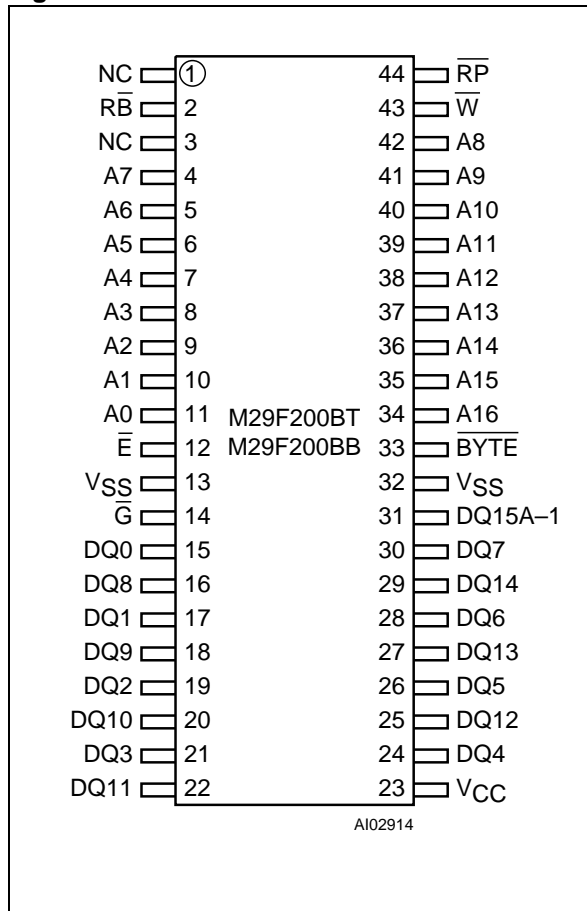 NC 1 44 R̅P̅
RB̅ 2 43 W̅
NC 3 42 A8
A7 4 41 A9
A6 5 40 A10
A5 6 39 A11
A4 7 38 A12
A3 8 37 A13
A2 9 36 A14
A1 10 35 A15
A0 11 M29F200BT 34 A16
E̅ 12 M29F200BB 33 B̅Y̅T̅E̅
VSS 13 32 VSS
G̅ 14 31 DQ15A–1
DQ0 15 30 DQ7
DQ8 16 29 DQ14
DQ1 17 28 DQ6
DQ9 18 27 DQ13
DQ2 19 26 DQ5
DQ10 20 25 DQ12
DQ3 21 24 DQ4
DQ11 22 23 VCC
AI02914